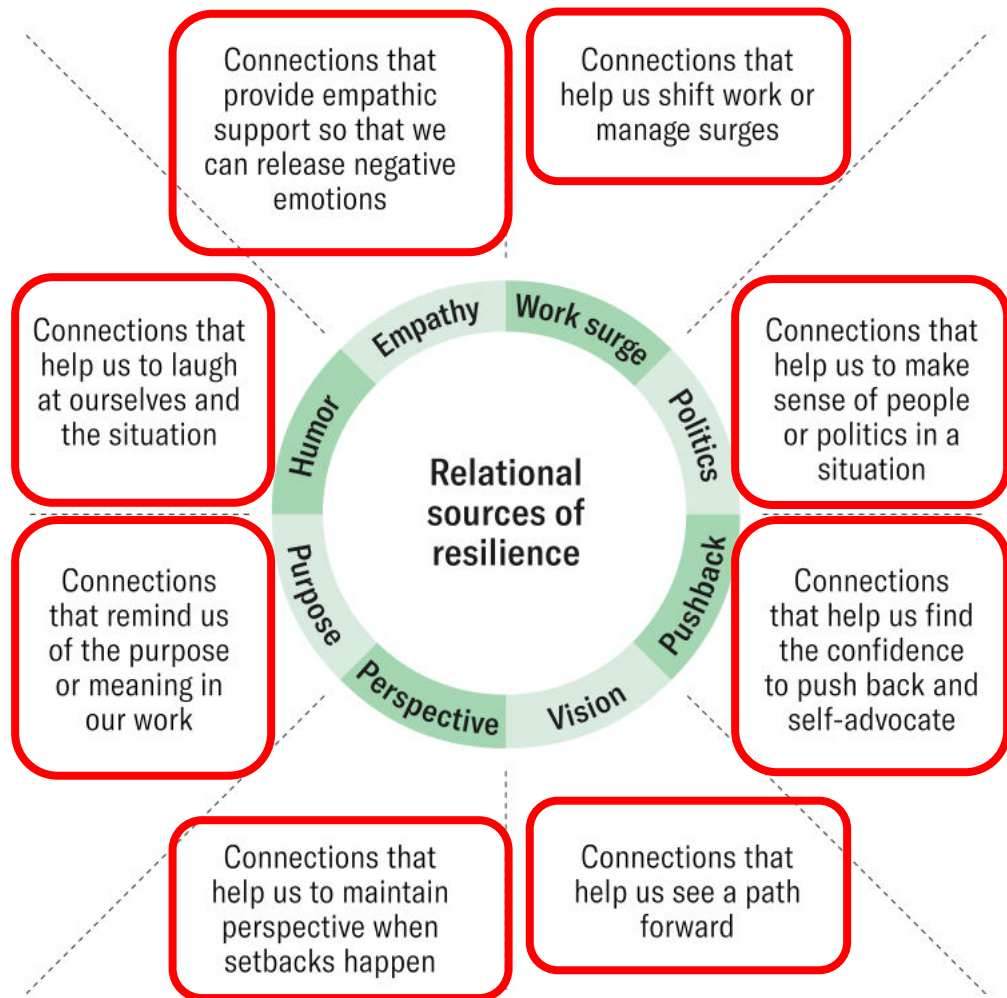 Connections that
provide empathic
support so that we
can release negative
emotions
Connections that
help us shift work or
manage surges
Connections that
help us to laugh
at ourselves and
the situation
Empathy
Work surge
Connections that
help us to make
sense of people
or politics in a
situation
Humor
Politics
Relational
sources of
resilience
Connections
that remind us
of the purpose
or meaning in
our work
Purpose
Pushback
Connections
that help us find
the confidence
to push back and
self-advocate
Perspective
Vision
Connections that
help us to maintain
perspective when
setbacks happen
Connections that
help us see a path
forward